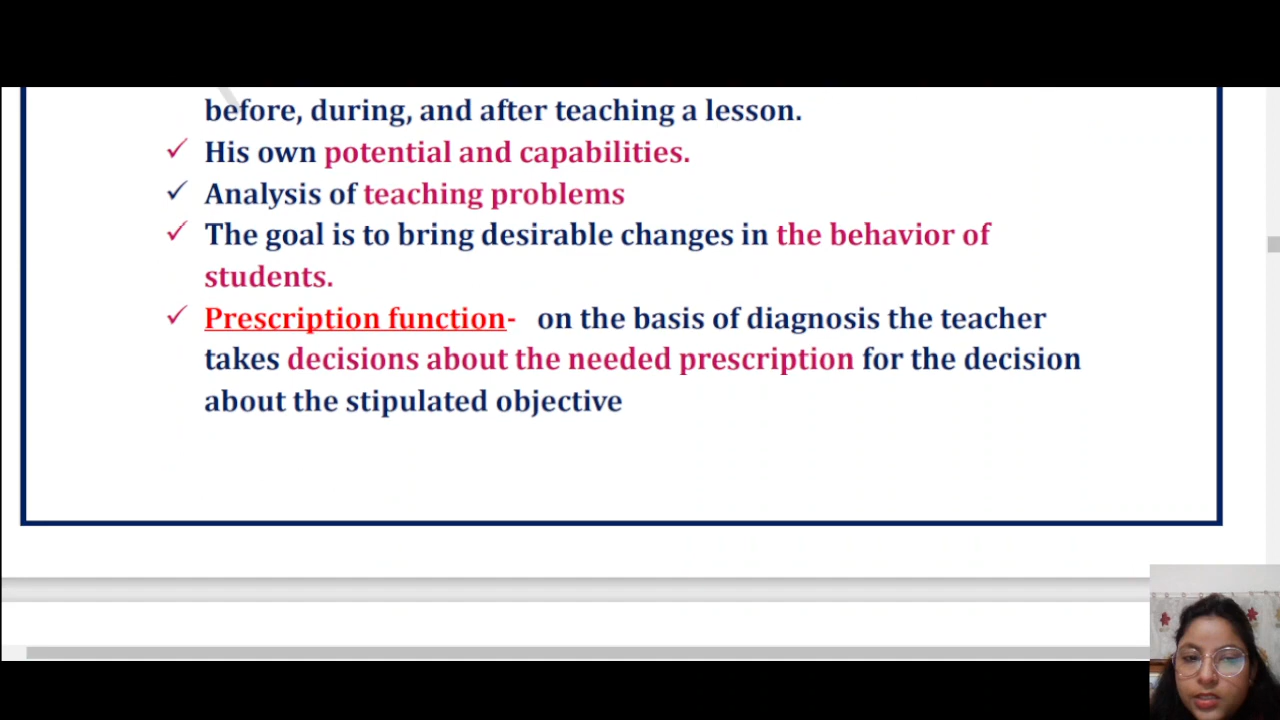 before, during, and after teaching a lesson.
✓ His own potential and capabilities.
✓ Analysis of teaching problems
✓ The goal is to bring desirable changes in the behavior of
students.
✓ Prescription function- on the basis of diagnosis the teacher
takes decisions about the needed prescription for the decision
about the stipulated objective